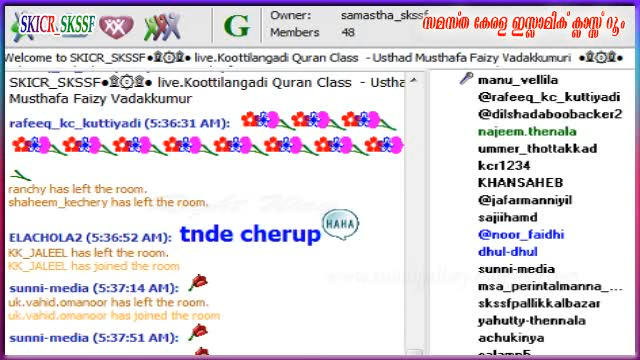 SKICR_SKSSF
G
Owner: samastha_skssf
Members 48
സമസ്ത കേരള ഇസ്ലാമിക് ക്ലാസ്സ് റൂം
Welcome to SKICR_SKSSF●۩۞۩● live.Koottilangadi Quran Class - Usthad Musthafa Faizy Vadakkumuri ●۩۞۩●
SKICR_SKSSF●۩۞۩● live.Koottilangadi Quran Class - Ustha
Musthafa Faizy Vadakkumur
rafeeq_kc_kuttiyadi (5:36:31 AM):
ranchy has left the room.
shaheem_kechery has left the room.
ELACHOLA2 (5:36:52 AM): tnde cherup HAHA
KK_JALEEL has left the room.
KK_JALEEL has joined the room
sunni-media (5:37:14 AM):
uk.vahid.omanoor has left the room.
uk.vahid.omanoor has joined the room
sunni-media (5:37:51 AM):
manu_vellila
@rafeeq_kc_kuttiyadi
@dilshadaboobacker2
najeem.thenala
ummer_thottakkad
kcr1234
KHANSAHEB
@jafarmanniyil
sajihamd
@noor_faidhi
dhul-dhul
sunni-media
msa_perintalmanna_...
skssfpallikkalbazar
yahutty-thennala
achukinya
salamp5